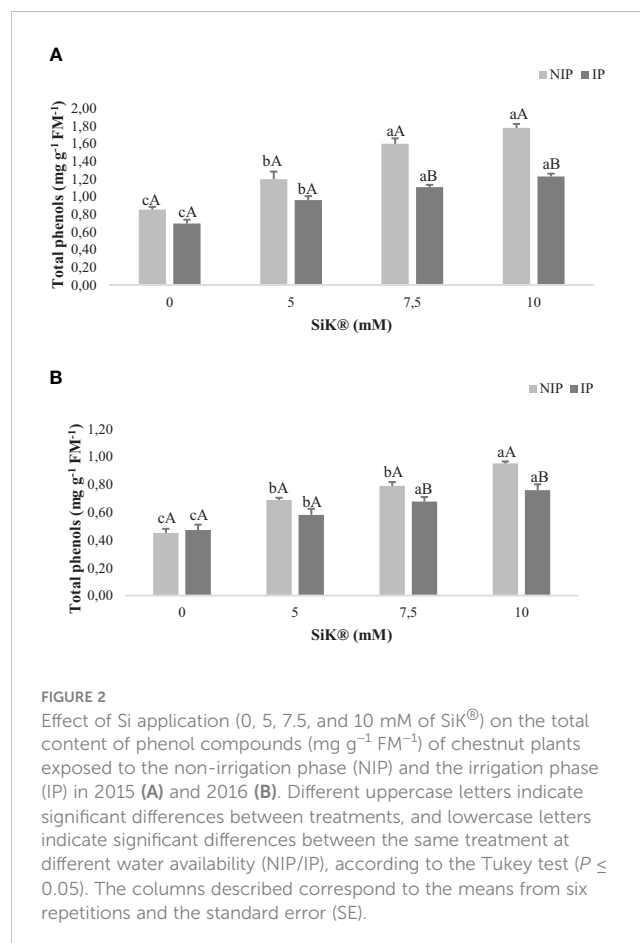 A
NIP IP
Total phenols (mg g⁻¹ FM⁻¹)
2,00
1,80
1,60
1,40
1,20
1,00
0,80
0,60
0,40
0,20
0,00
cA cA bA bA aA aB aA aB
0 5 7,5 10
SiK® (mM)
B
NIP IP
Total phenols (mg g⁻¹ FM⁻¹)
1,20
1,00
0,80
0,60
0,40
0,20
0,00
cA cA bA bA bA aB aA aB
0 5 7,5 10
SiK® (mM)
FIGURE 2
Effect of Si application (0, 5, 7.5, and 10 mM of SiK®) on the total
content of phenol compounds (mg g⁻¹ FM⁻¹) of chestnut plants
exposed to the non-irrigation phase (NIP) and the irrigation phase
(IP) in 2015 (A) and 2016 (B). Different uppercase letters indicate
significant differences between treatments, and lowercase letters
indicate significant differences between the same treatment at
different water availability (NIP/IP), according to the Tukey test (P ≤
0.05). The columns described correspond to the means from six
repetitions and the standard error (SE).